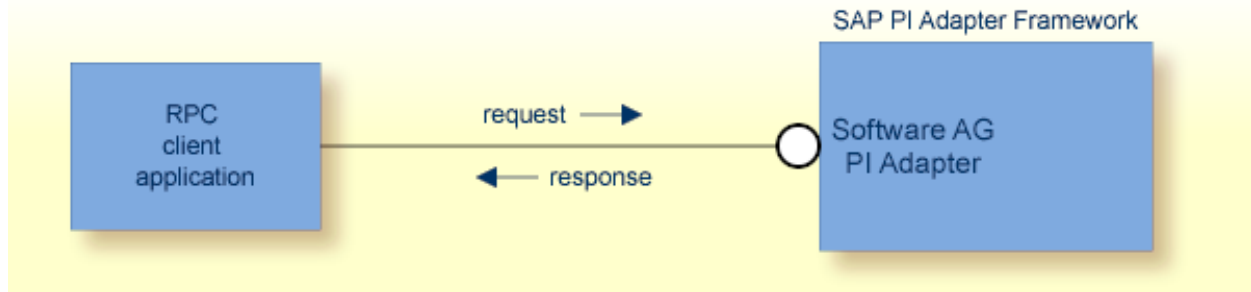 SAP PI Adapter Framework
RPC
client
application
request
response
Software AG
PI Adapter